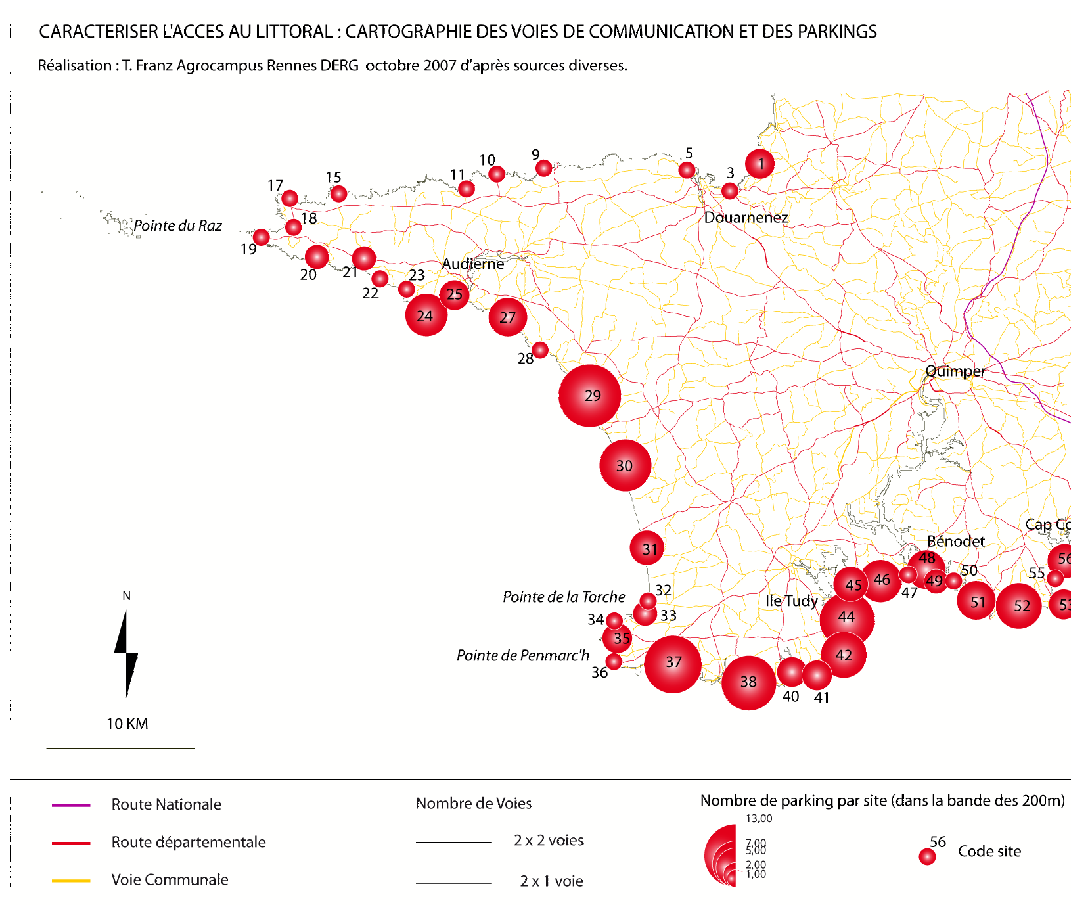 CARACTERISER L'ACCES AU LITTORAL : CARTOGRAPHIE DES VOIES DE COMMUNICATION ET DES PARKINGS
Réalisation : T. Franz Agrocampus Rennes DERG octobre 2007 d'après sources diverses.
9
5
1
10
3
11
15
17
Douarnenez
18
Pointe du Raz
19
20
21
Audierne
23
22
25
24
27
28
Quimper
29
30
Cap Co
Bénodet
31
48
56
50
55
46
49
45
47
32
Pointe de la Torche
Ile Tudy
51
52
53
33
34
44
35
Pointe de Penmarc'h
42
37
36
38
40
41
N
10 KM
Route Nationale
Route départementale
Voie Communale
Nombre de Voies
2 x 2 voies
2 x 1 voie
Nombre de parking par site (dans la bande des 200m)
13,00
7,00
5,00
2,00
1,00
56
Code site